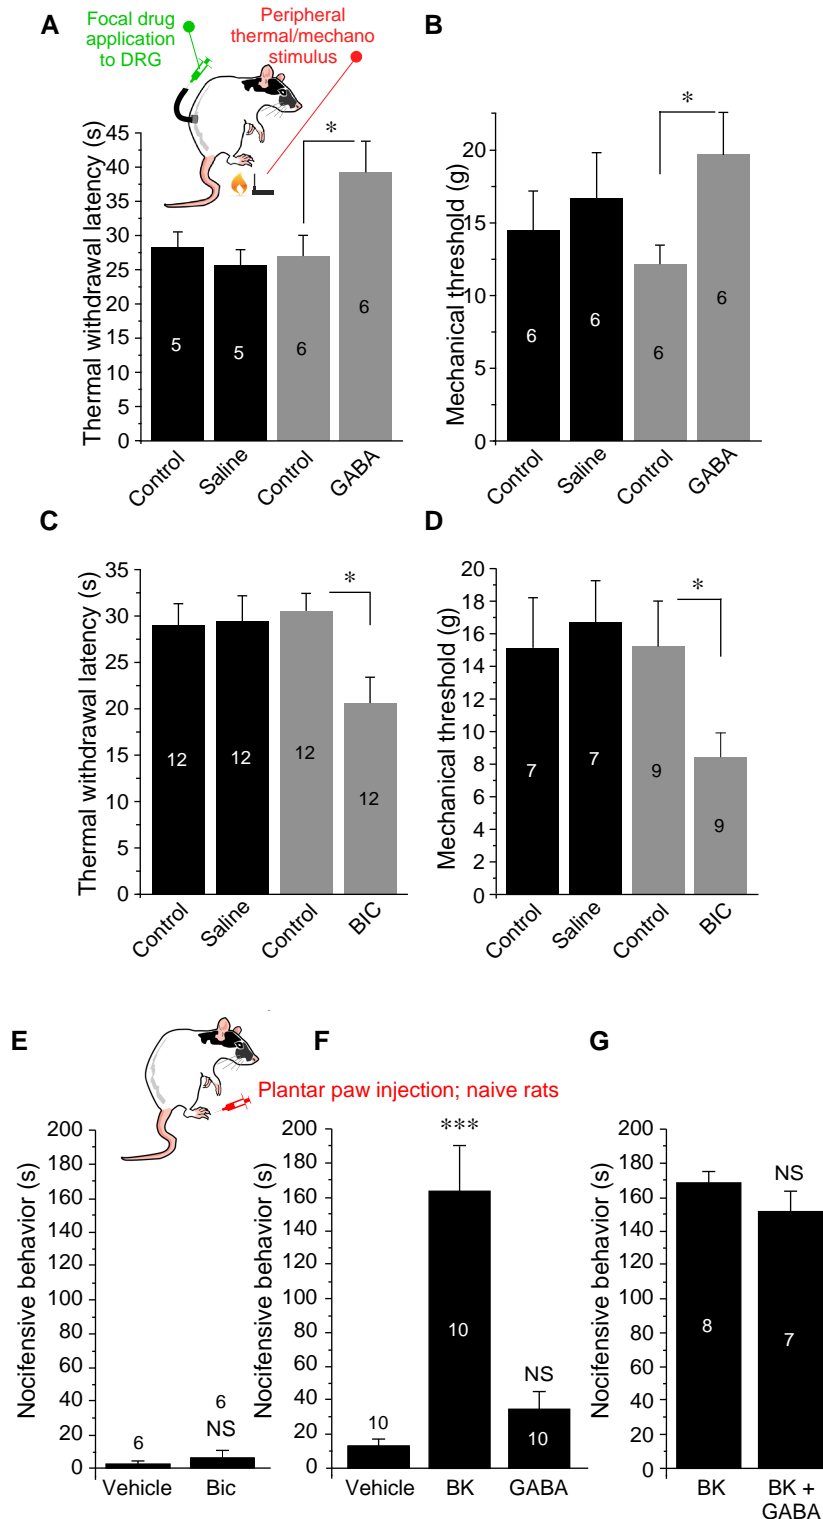 A
Focal drug
application
to DRG
Peripheral
thermal/mechano
stimulus
Thermal withdrawal latency (s)
45
40
35
30
25
20
15
10
5
0
*
5
5
6
6
Control
Saline
Control
GABA
B
Mechanical threshold (g)
20
15
10
5
0
*
6
6
6
6
Control
Saline
Control
GABA
C
Thermal withdrawal latency (s)
35
30
25
20
15
10
5
0
*
12
12
12
12
Control
Saline
Control
BIC
D
Mechanical threshold (g)
20
18
16
14
12
10
8
6
4
2
0
*
7
7
9
9
Control
Saline
Control
BIC
E
Plantar paw injection; naive rats
Nocifensive behavior (s)
200
180
160
140
120
100
80
60
40
20
0
6
6
NS
Vehicle
Bic
F
Nocifensive behavior (s)
200
180
160
140
120
100
80
60
40
20
0
***
10
10
NS
10
Vehicle
BK
GABA
G
Nocifensive behavior (s)
200
180
160
140
120
100
80
60
40
20
0
NS
8
7
BK
BK +
GABA